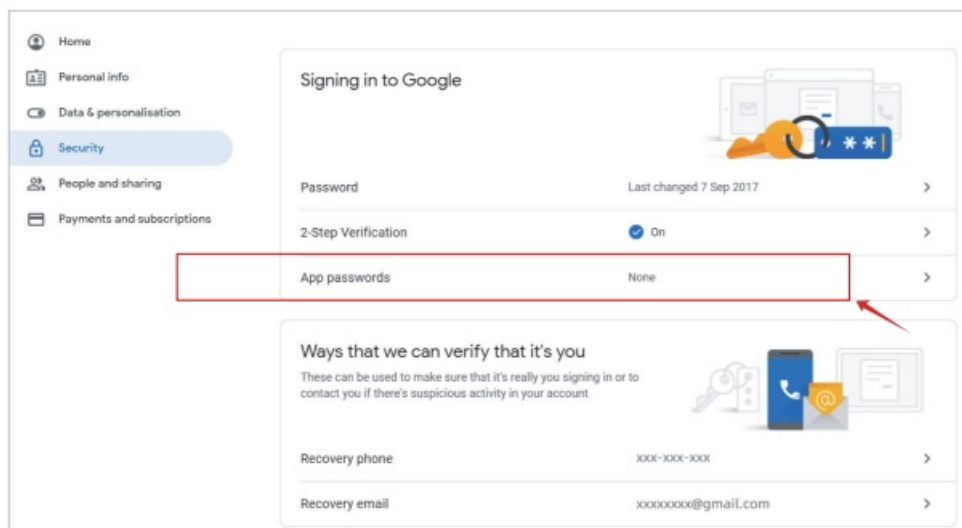 Home
Personal info
Data & personalisation
Security
People and sharing
Payments and subscriptions
Signing in to Google
**
Password Last changed 7 Sep 2017
2-Step Verification On
App passwords None
Ways that we can verify that it's you
These can be used to make sure that it's really you signing in or to
contact you if there's suspicious activity in your account
@
Recovery phone xxx-xxx-xxx
Recovery email xxxxxxxx@gmail.com